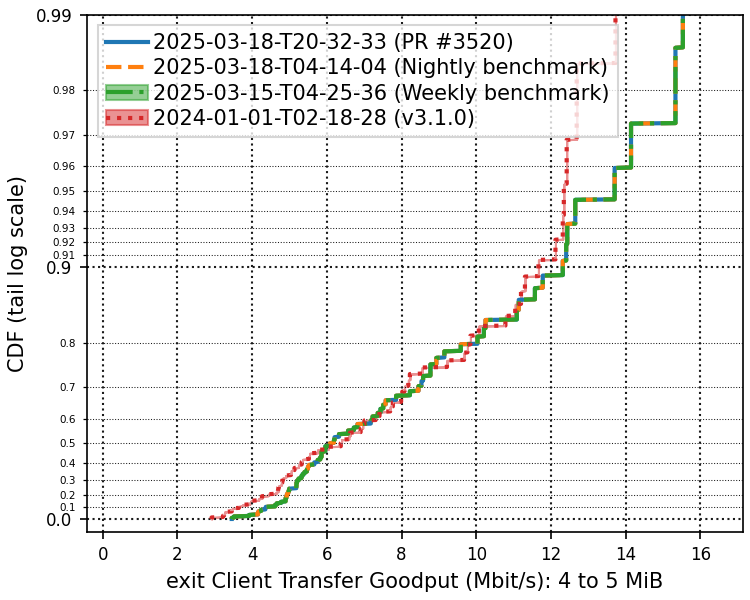 0.99
2025-03-18-T20-32-33 (PR #3520)
2025-03-18-T04-14-04 (Nightly benchmark)
2025-03-15-T04-25-36 (Weekly benchmark)
2024-01-01-T02-18-28 (v3.1.0)
0.98
0.97
0.96
0.95
0.94
0.93
0.92
0.91
0.9
0.8
0.7
0.6
0.5
0.4
0.3
0.2
0.1
0.0
CDF (tail log scale)
0 2 4 6 8 10 12 14 16
exit Client Transfer Goodput (Mbit/s): 4 to 5 MiB